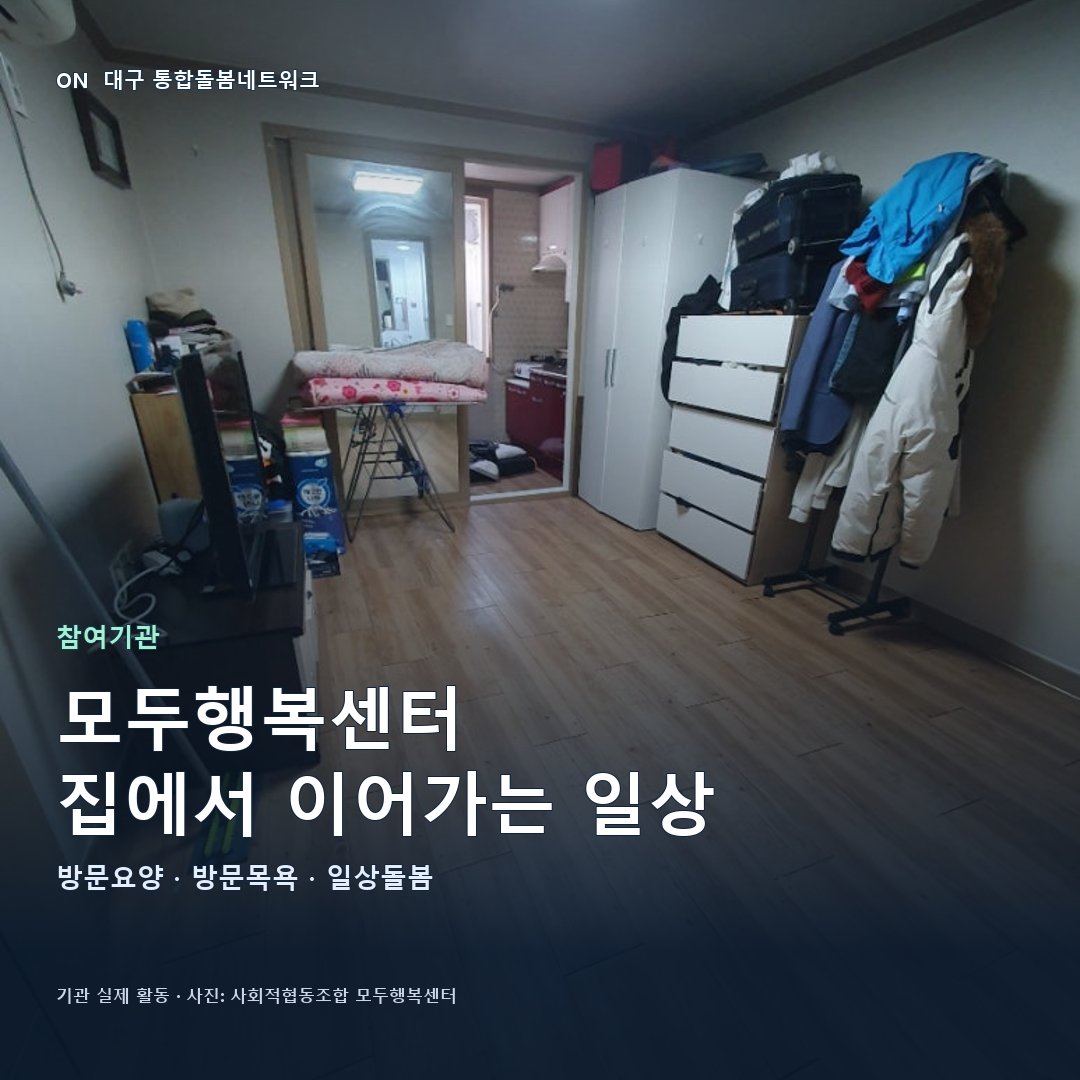 ON 대구 통합돌봄네트워크
참여기관
모두행복센터
집에서 이어가는 일상
방문요양 · 방문목욕 · 일상돌봄
기관 실제 활동 · 사진: 사회적협동조합 모두행복센터